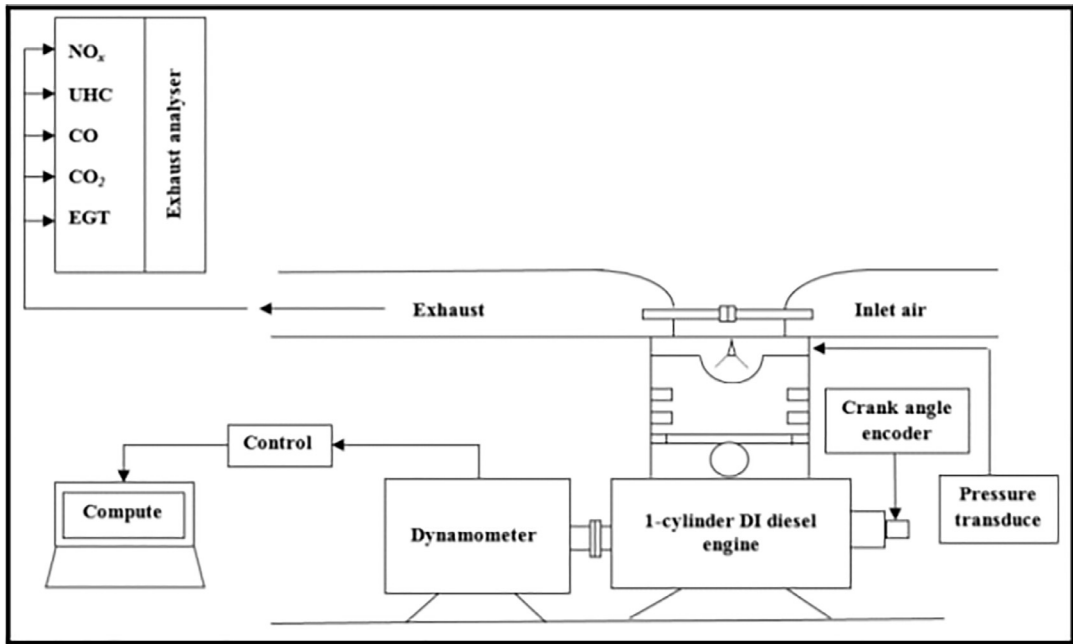 NOx
UHC
CO
CO2
EGT
Exhaust analyser
Exhaust
Inlet air
Crank angle
encoder
Control
Compute
Dynamometer
1-cylinder DI diesel
engine
Pressure
transduce